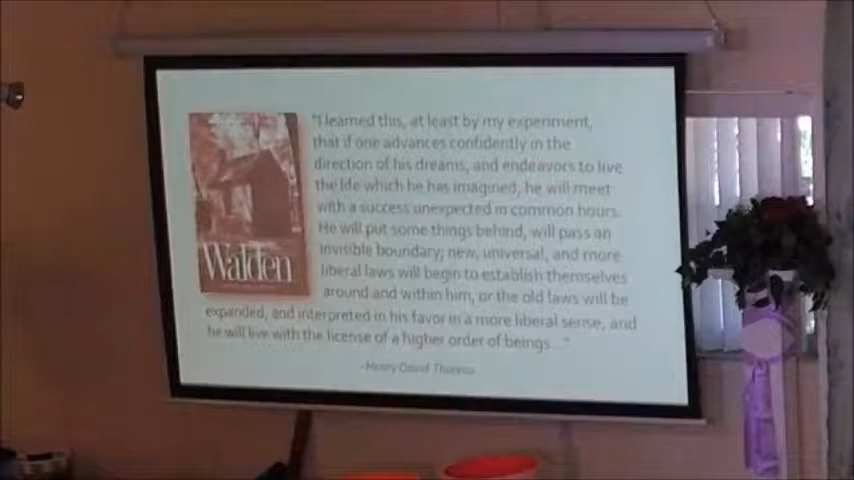 "I learned this, at least by my experiment,
that if one advances confidently in the
direction of his dreams, and endeavors to live
the life which he has imagined, he will meet
with a success unexpected in common hours.
He will put some things behind, will pass an
invisible boundary; new, universal, and more
liberal laws will begin to establish themselves
around and within him, or the old laws will be
expanded, and interpreted in his favor in a more liberal sense, and
he will live with the license of a higher order of beings..."
-Henry David Thoreau
Walden